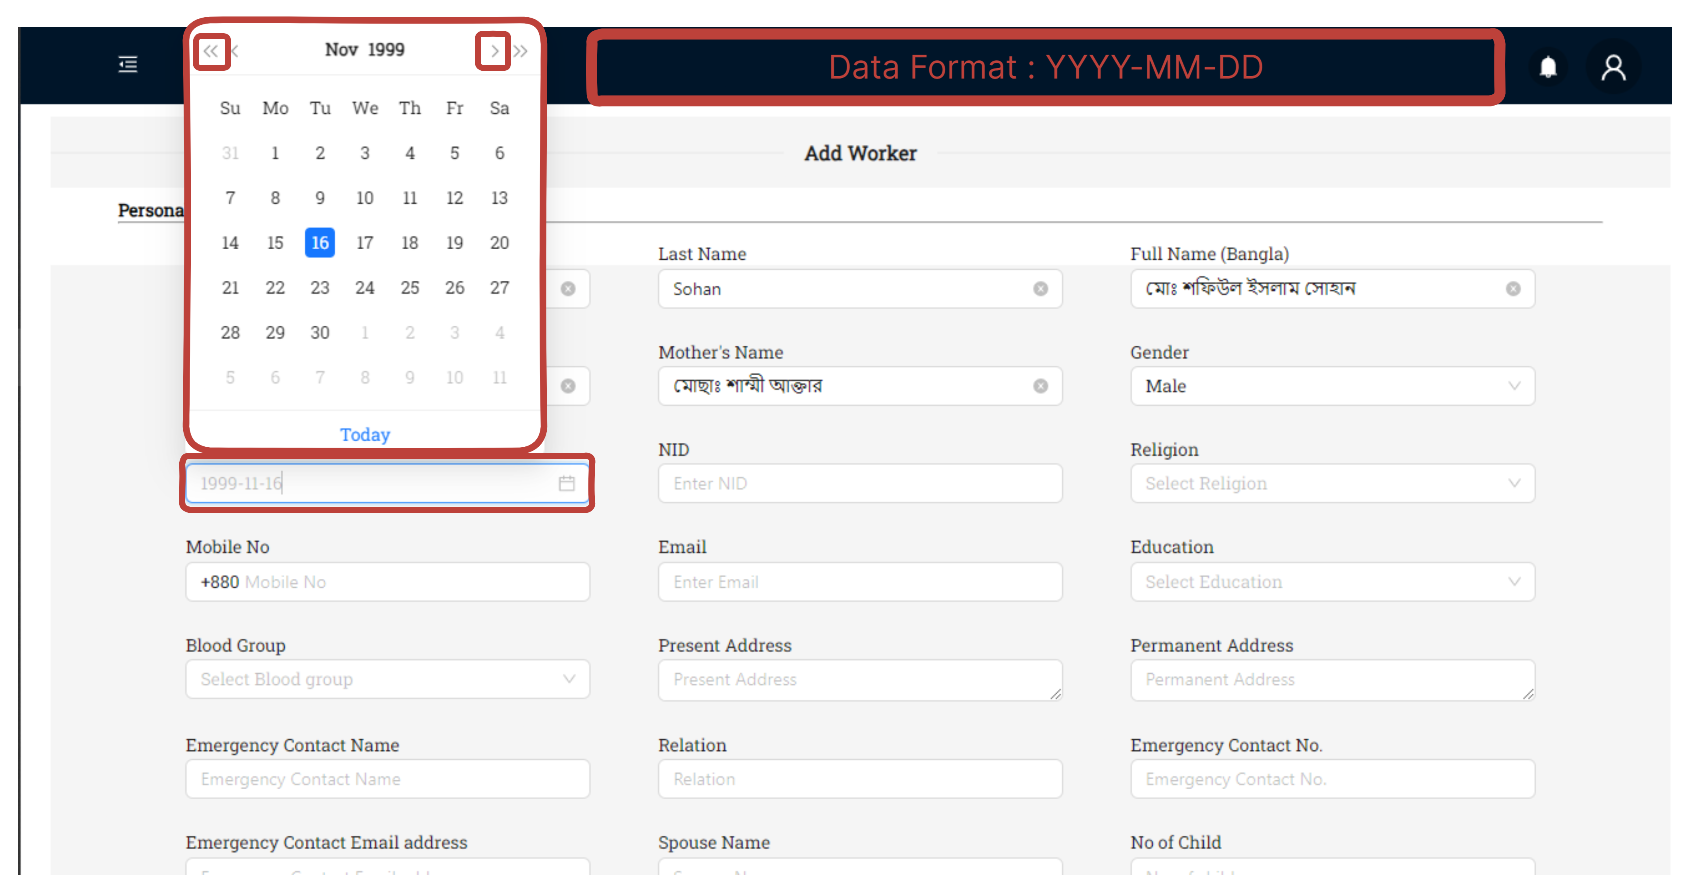 « ‹ Nov 1999 › »
Data Format : YYYY-MM-DD
Su Mo Tu We Th Fr Sa
31 1 2 3 4 5 6
7 8 9 10 11 12 13
14 15 16 17 18 19 20
21 22 23 24 25 26 27
28 29 30 1 2 3 4
5 6 7 8 9 10 11
Today
Add Worker
Persona
Last Name
Sohan
Full Name (Bangla)
মোঃ শফিউল ইসলাম সোহান
Mother's Name
মোছাঃ শাম্মী আক্তার
Gender
Male
1999-11-16
NID
Enter NID
Religion
Select Religion
Mobile No
+880 Mobile No
Email
Enter Email
Education
Select Education
Blood Group
Select Blood group
Present Address
Present Address
Permanent Address
Permanent Address
Emergency Contact Name
Emergency Contact Name
Relation
Relation
Emergency Contact No.
Emergency Contact No.
Emergency Contact Email address
Spouse Name
No of Child